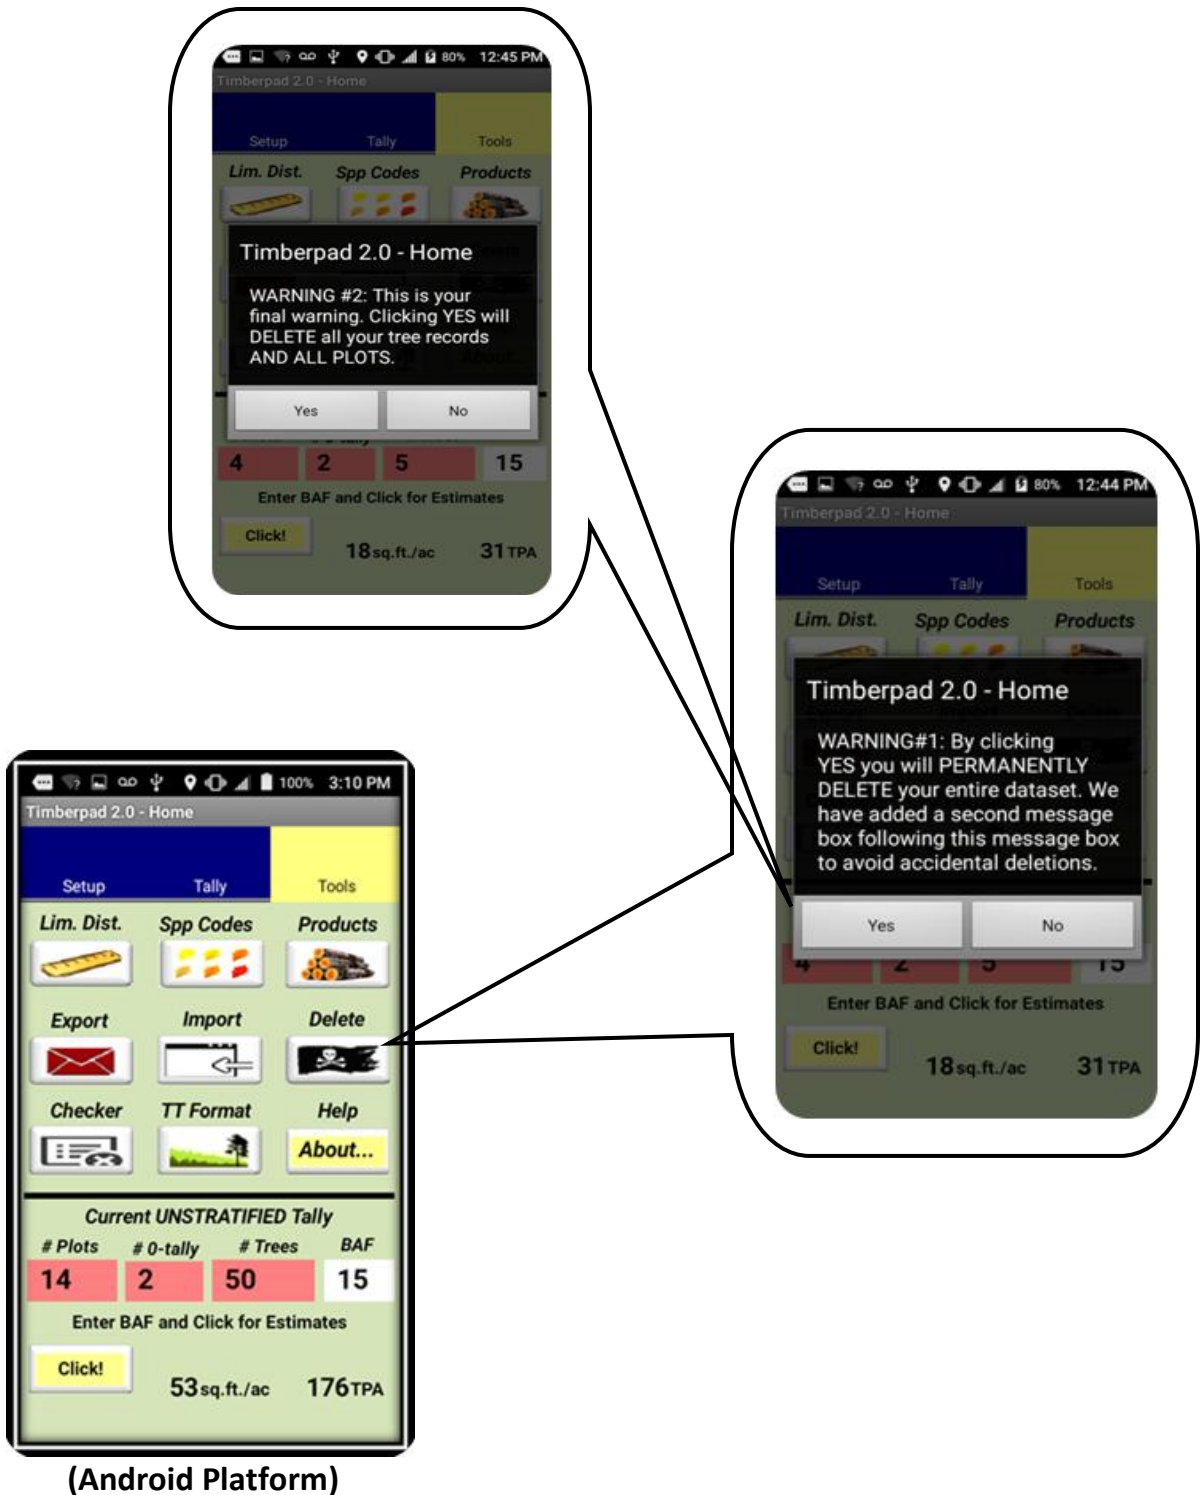 80% 12:45 PM
Timberpad 2.0 - Home
Setup Tally Tools
Lim. Dist. Spp Codes Products
Timberpad 2.0 - Home
WARNING #2: This is your
final warning. Clicking YES will
DELETE all your tree records
AND ALL PLOTS.
Yes No
4 2 5 15
Enter BAF and Click for Estimates
Click!
18 sq.ft./ac 31 TPA
80% 12:44 PM
Timberpad 2.0 - Home
Setup Tally Tools
Lim. Dist. Spp Codes Products
Timberpad 2.0 - Home
WARNING#1: By clicking
YES you will PERMANENTLY
DELETE your entire dataset. We
have added a second message
box following this message box
to avoid accidental deletions.
Yes No
4 2 5 15
Enter BAF and Click for Estimates
Click!
18 sq.ft./ac 31 TPA
100% 3:10 PM
Timberpad 2.0 - Home
Setup Tally Tools
Lim. Dist. Spp Codes Products
Export Import Delete
Checker TT Format Help
About...
Current UNSTRATIFIED Tally
# Plots # 0-tally # Trees BAF
14 2 50 15
Enter BAF and Click for Estimates
Click!
53 sq.ft./ac 176 TPA
(Android Platform)